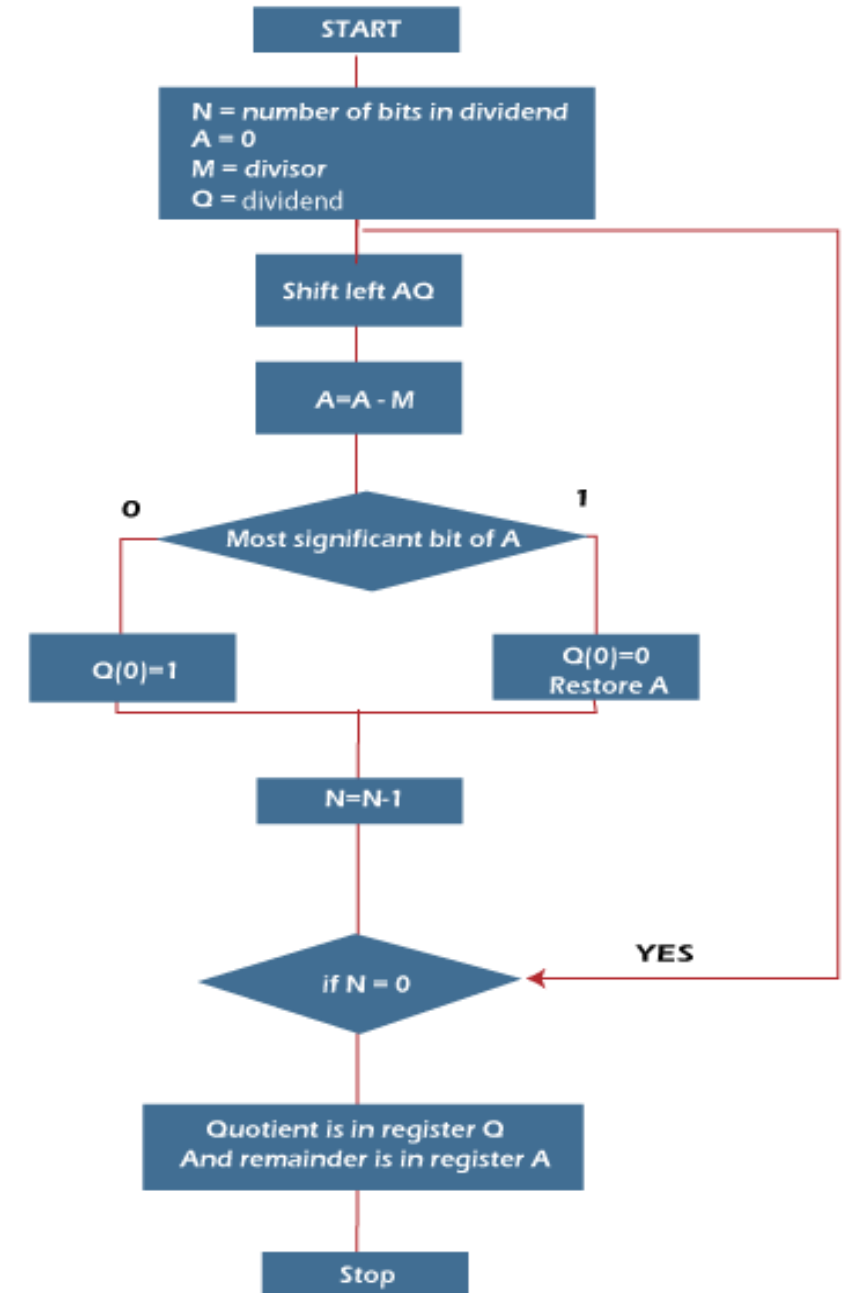 START
N = number of bits in dividend
A = 0
M = divisor
Q = dividend
Shift left AQ
A=A - M
0
1
Most significant bit of A
Q(0)=1
Q(0)=0
Restore A
N=N-1
YES
if N = 0
Quotient is in register Q
And remainder is in register A
Stop